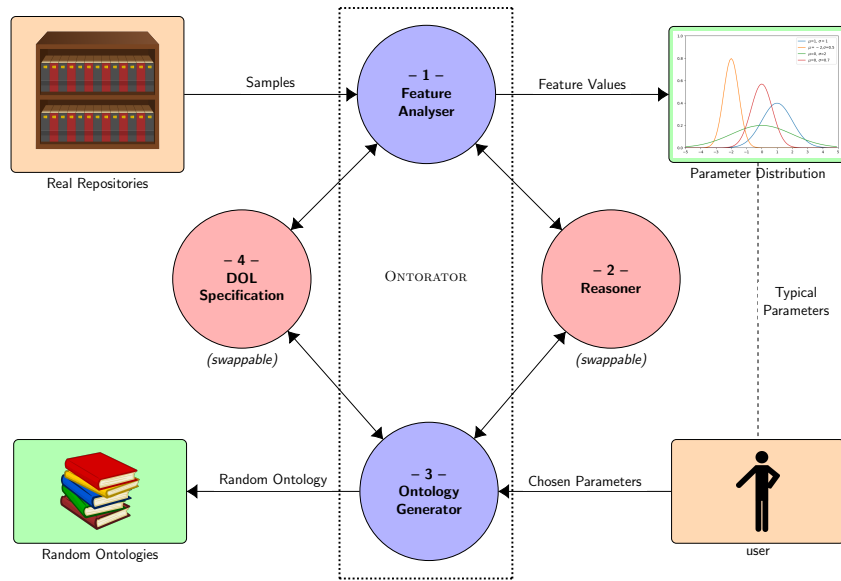 Samples
– 1 –
Feature
Analyser
Feature Values
Real Repositories
Parameter Distribution
– 4 –
DOL
Specification
(swappable)
ONTORATOR
– 2 –
Reasoner
(swappable)
Typical
Parameters
Random Ontology
– 3 –
Ontology
Generator
Chosen Parameters
Random Ontologies
user